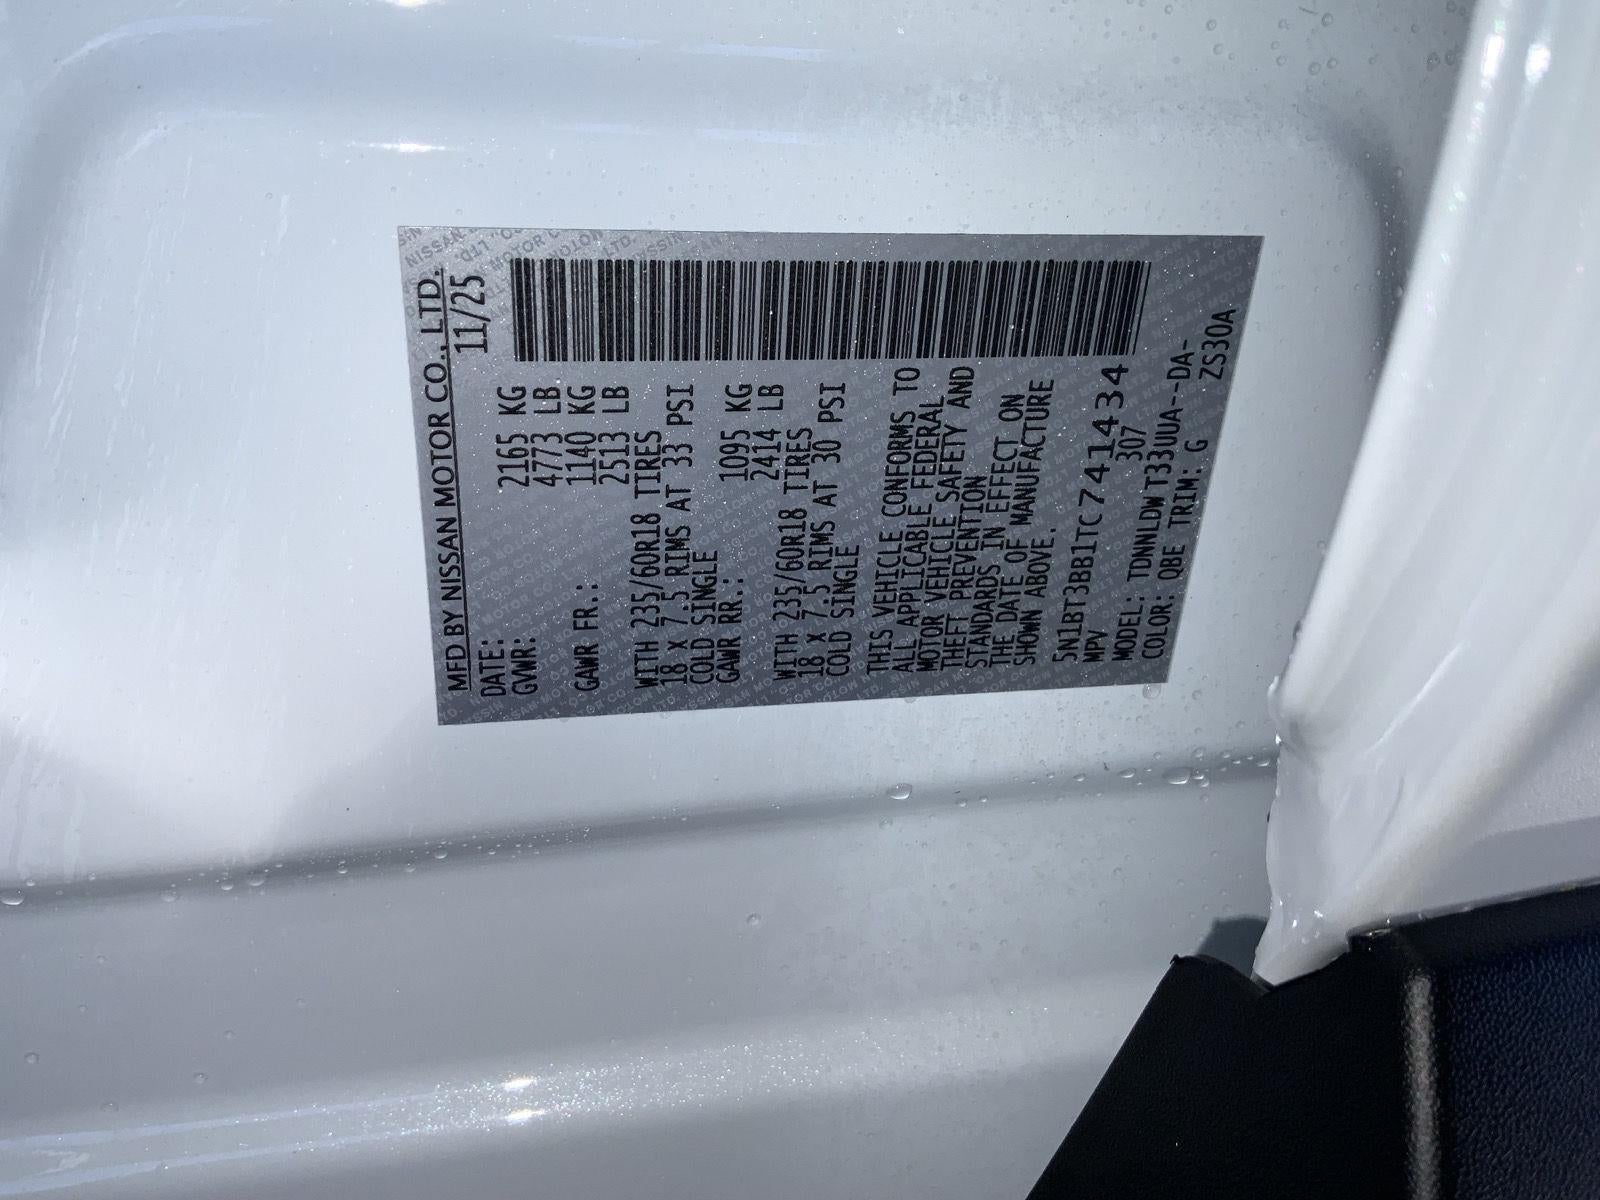 MFD BY NISSAN MOTOR CO., LTD.
DATE: 11/25
GVWR: 2165 KG
4773 LB
GAWR FR.: 1140 KG
2513 LB
WITH 235/60R18 TIRES
18 X 7.5 RIMS AT 33 PSI
COLD SINGLE
GAWR RR.: 1095 KG
2414 LB
WITH 235/60R18 TIRES
18 X 7.5 RIMS AT 30 PSI
COLD SINGLE
THIS VEHICLE CONFORMS TO
ALL APPLICABLE FEDERAL
MOTOR VEHICLE SAFETY AND
THEFT PREVENTION
STANDARDS IN EFFECT ON
THE DATE OF MANUFACTURE
SHOWN ABOVE.
5N1BT3BB1TC741434
MPV 307
MODEL: TDNNLDW T33UUA--DA-
COLOR: QBE TRIM: G ZS30A